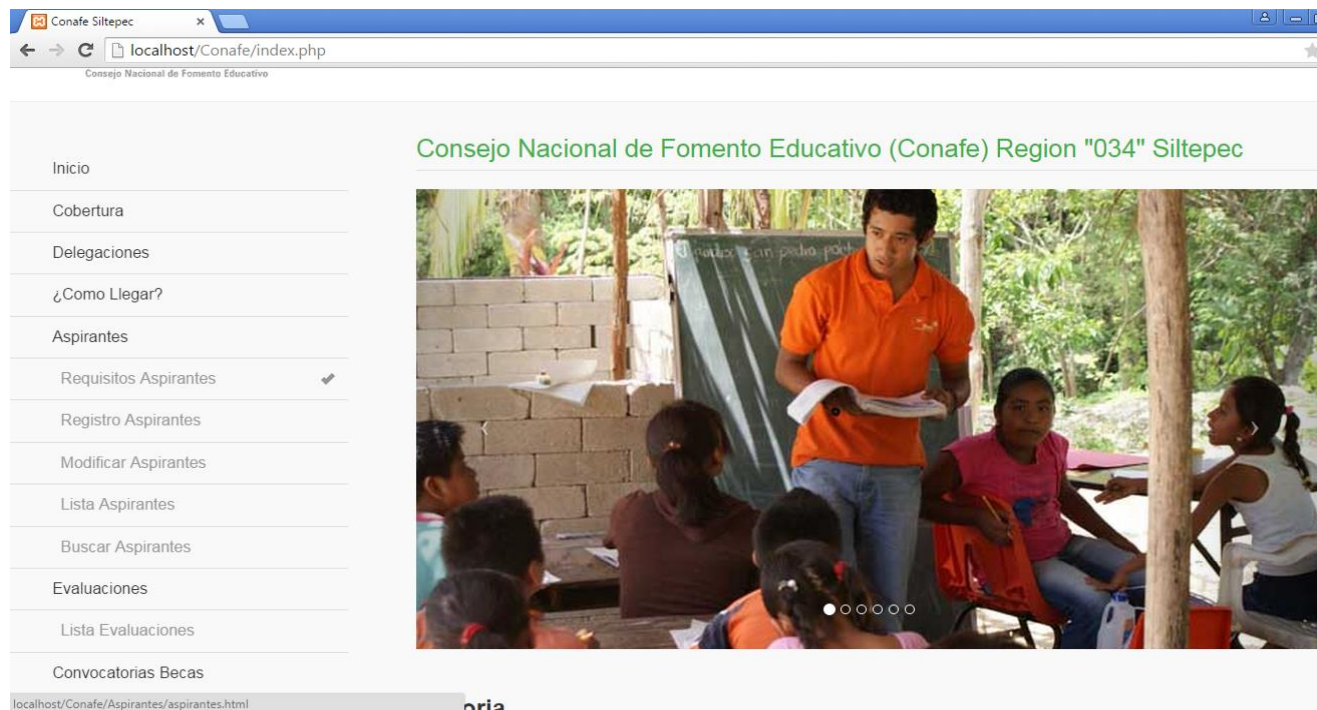 Conafe Siltepec
localhost/Conafe/index.php
Consejo Nacional de Fomento Educativo
Inicio
Cobertura
Delegaciones
¿Como Llegar?
Aspirantes
Requisitos Aspirantes
Registro Aspirantes
Modificar Aspirantes
Lista Aspirantes
Buscar Aspirantes
Evaluaciones
Lista Evaluaciones
Convocatorias Becas
localhost/Conafe/Aspirantes/aspirantes.html
Consejo Nacional de Fomento Educativo (Conafe) Region "034" Siltepec
san pedro